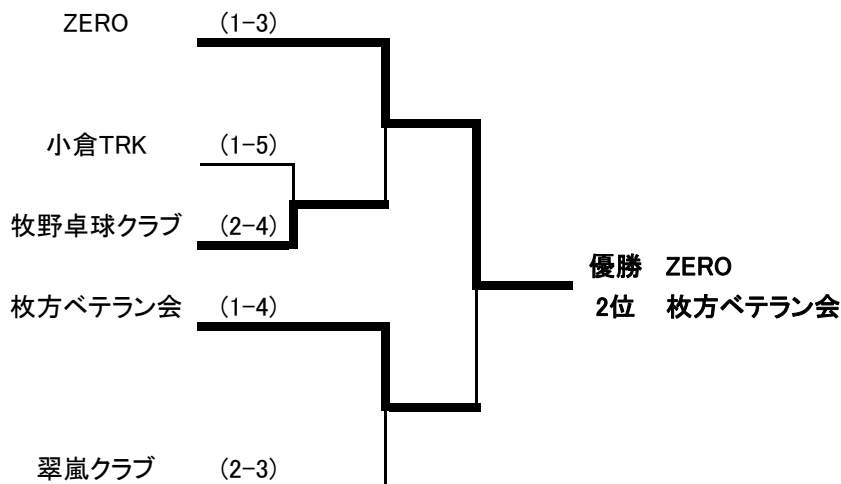 ZERO (1-3)
小倉TRK (1-5)
牧野卓球クラブ (2-4)
優勝 ZERO
枚方ベテラン会 (1-4)
2位 枚方ベテラン会
翠嵐クラブ (2-3)